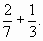 2/7 + 1/3.